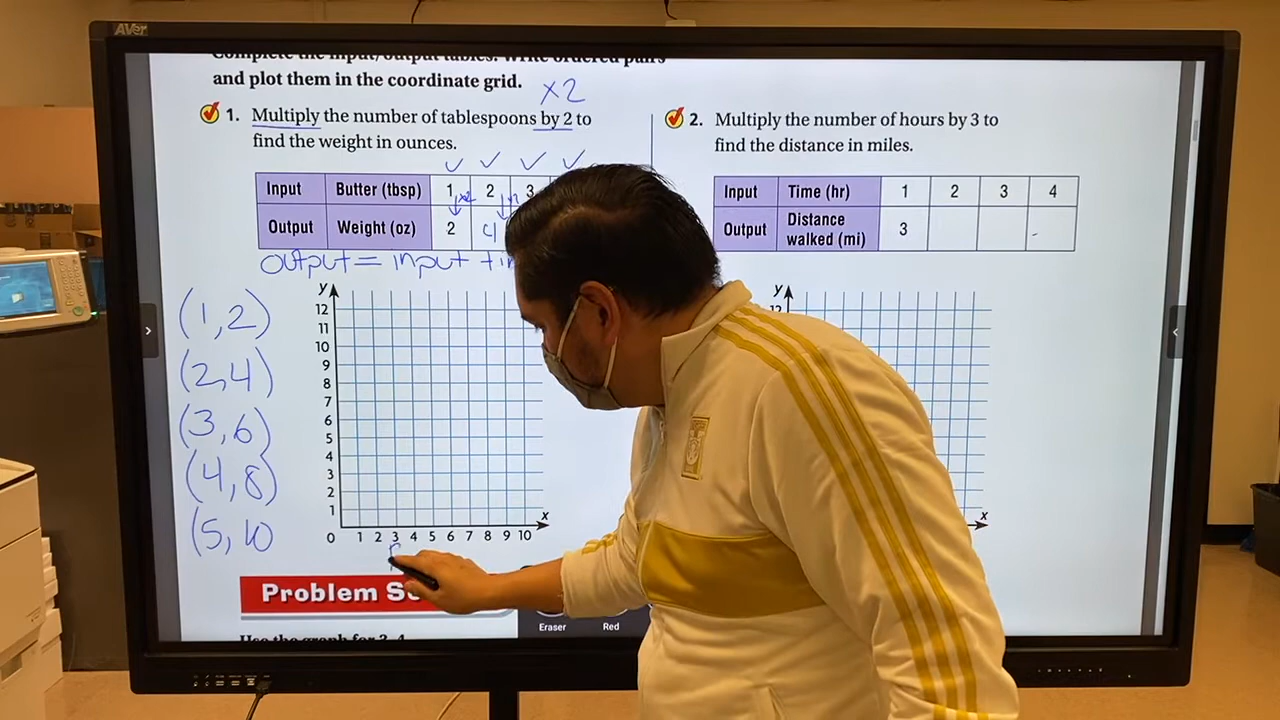 AVer
Complete the input/output tables. Write ordered pairs
and plot them in the coordinate grid.
×2
1. Multiply the number of tablespoons by 2 to
find the weight in ounces.
Input Butter (tbsp) 1 2 3
×2
Output Weight (oz) 2 4
output = input
(1,2)
(2,4)
(3,6)
(4,8)
(5,10
y
12
11
10
9
8
7
6
5
4
3
2
1
x
0 1 2 3 4 5 6 7 8 9 10
Problem
Use the graph for 3-4.
Eraser Red
2. Multiply the number of hours by 3 to
find the distance in miles.
Input Time (hr) 1 2 3 4
Output Distance walked (mi) 3
y
12
x